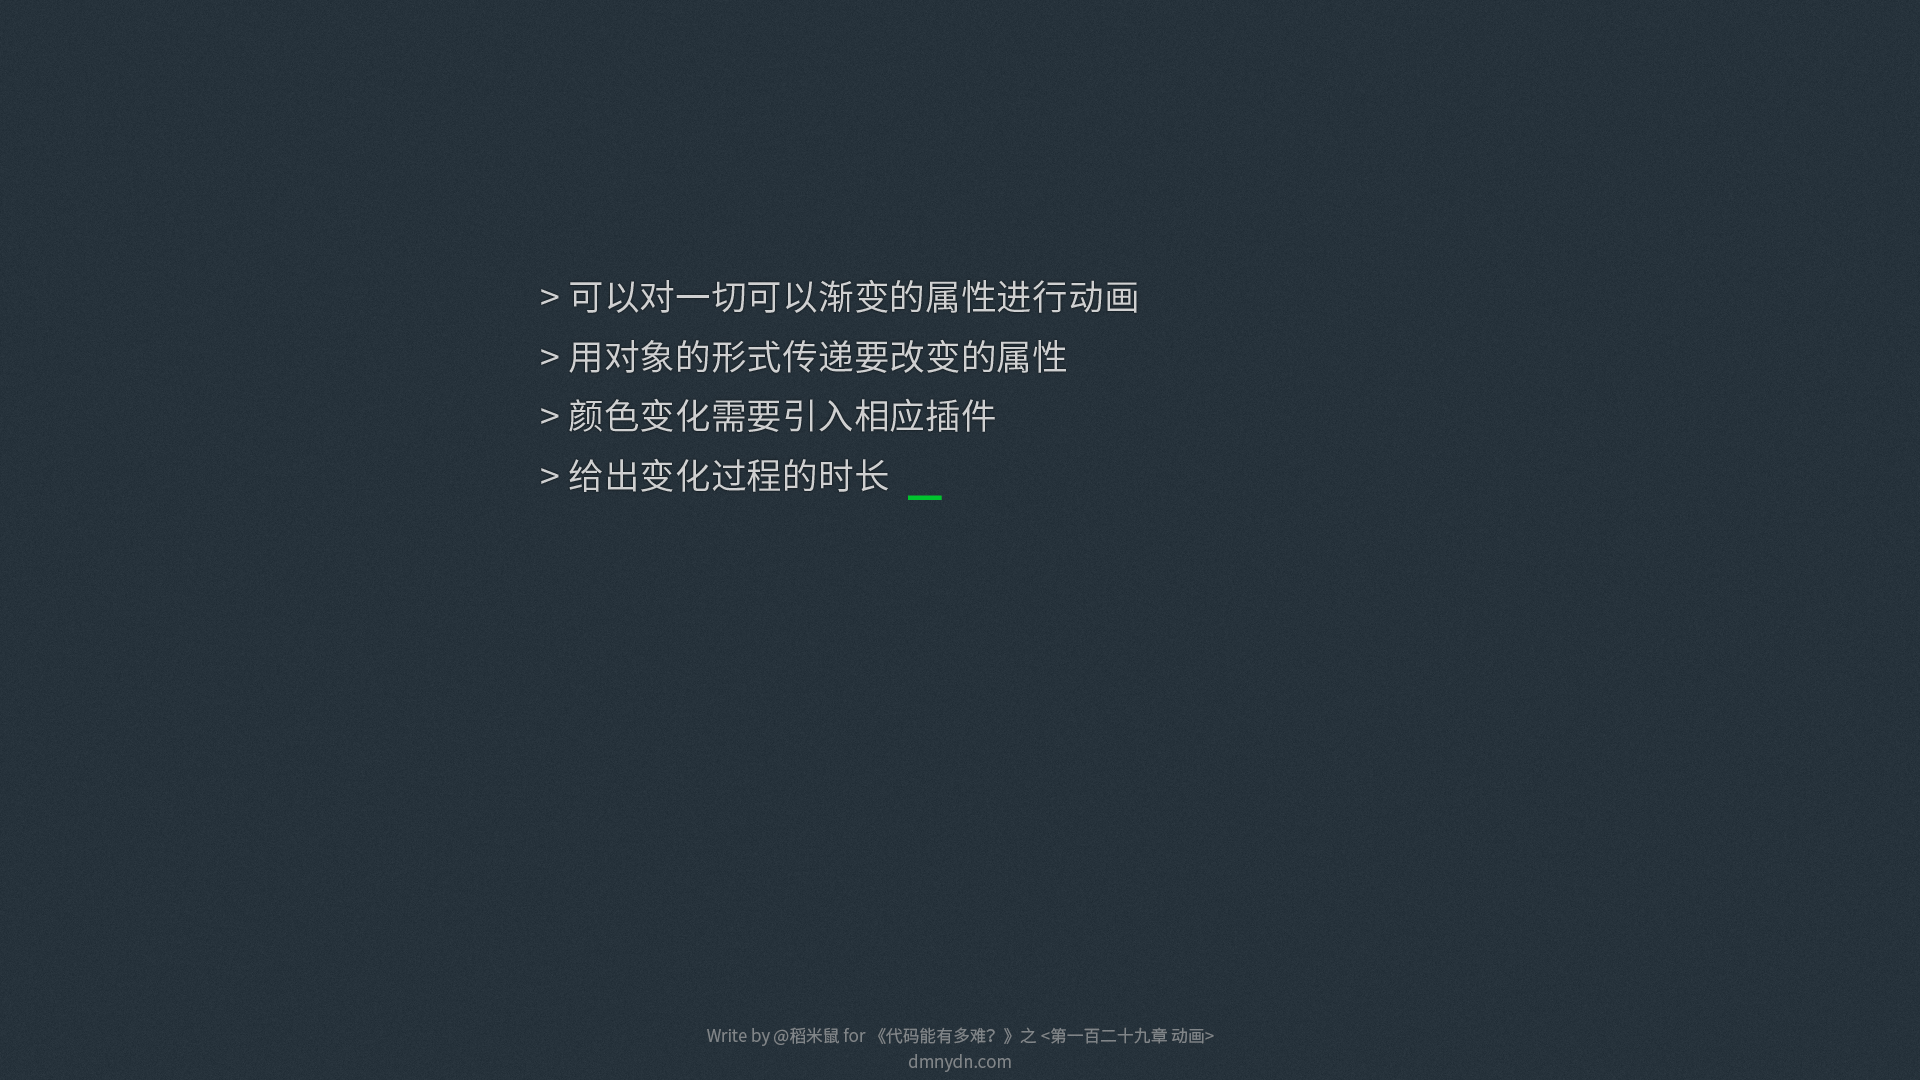 > 可以对一切可以渐变的属性进行动画
> 用对象的形式传递要改变的属性
> 颜色变化需要引入相应插件
> 给出变化过程的时长 _
Write by @稻米鼠 for 《代码能有多难？》之 <第一百二十九章 动画>
dmnydn.com